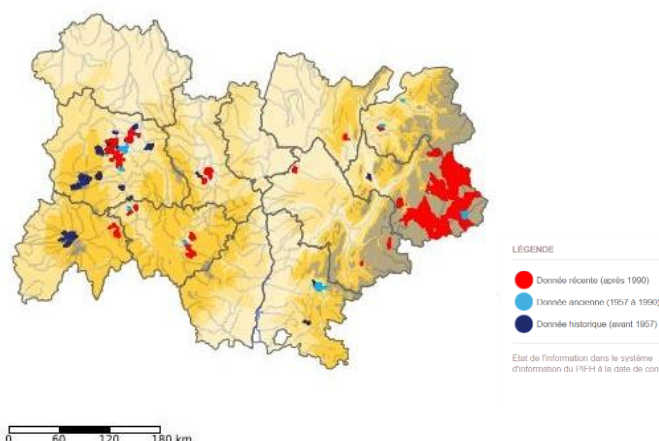 LÉGENDE
Donnée récente (après 1990)
Donnée ancienne (1957 à 1990)
Donnée historique (avant 1957)
État de l'information dans le système
d'information du PIFH à la date de con
0 60 120 180 km